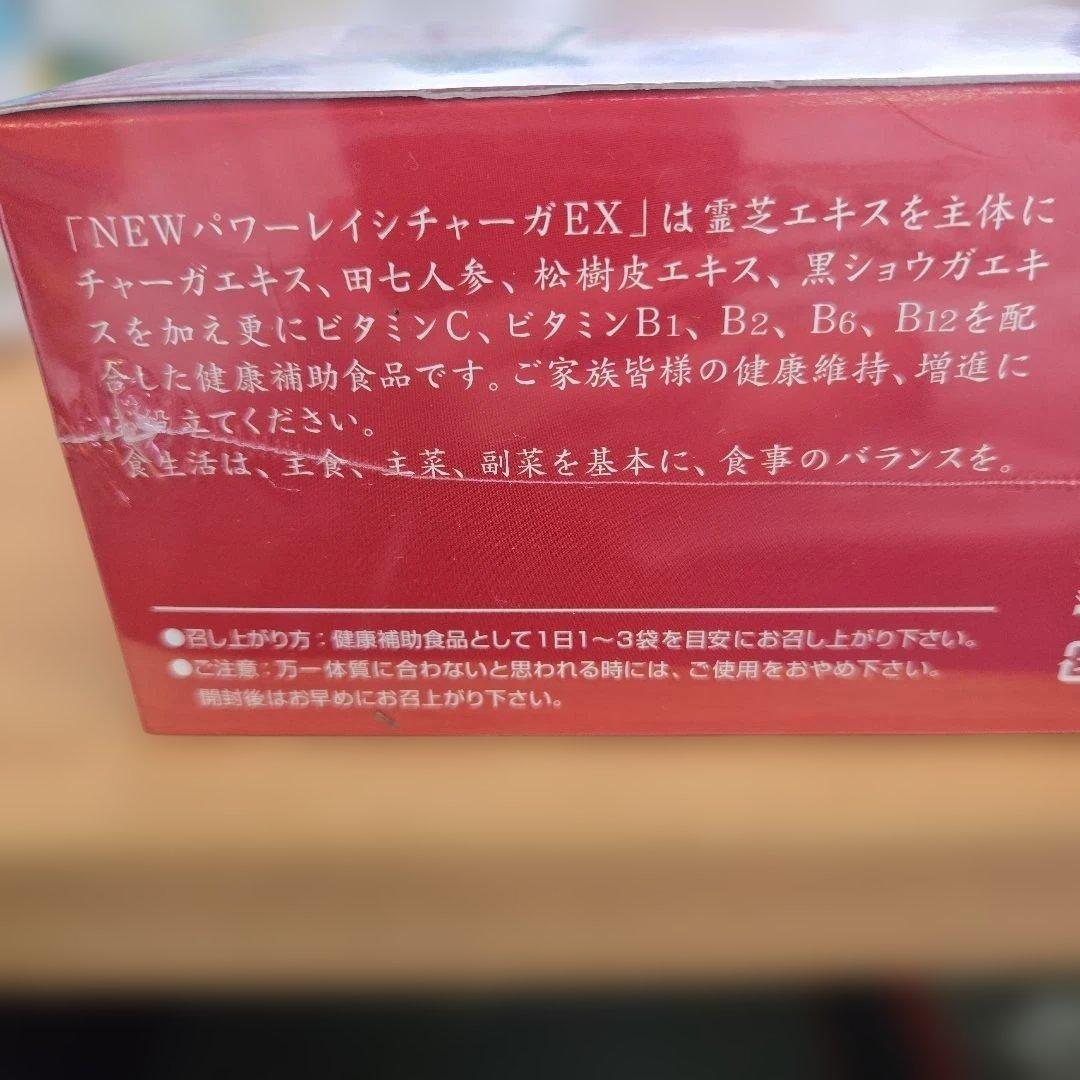 「NEWパワーレイシチャーガEX」は霊芝エキスを主体に
チャーガエキス、田七人参、松樹皮エキス、黒ショウガエキ
スを加え更にビタミンC、ビタミンB1、B2、B6、B12を配
合した健康補助食品です。ご家族皆様の健康維持、増進に
お役立てください。
食生活は、主食、主菜、副菜を基本に、食事のバランスを。
●召し上がり方：健康補助食品として1日1〜3袋を目安にお召し上がり下さい。
●ご注意：万一体質に合わないと思われる時には、ご使用をおやめ下さい。
開封後はお早めにお召上がり下さい。